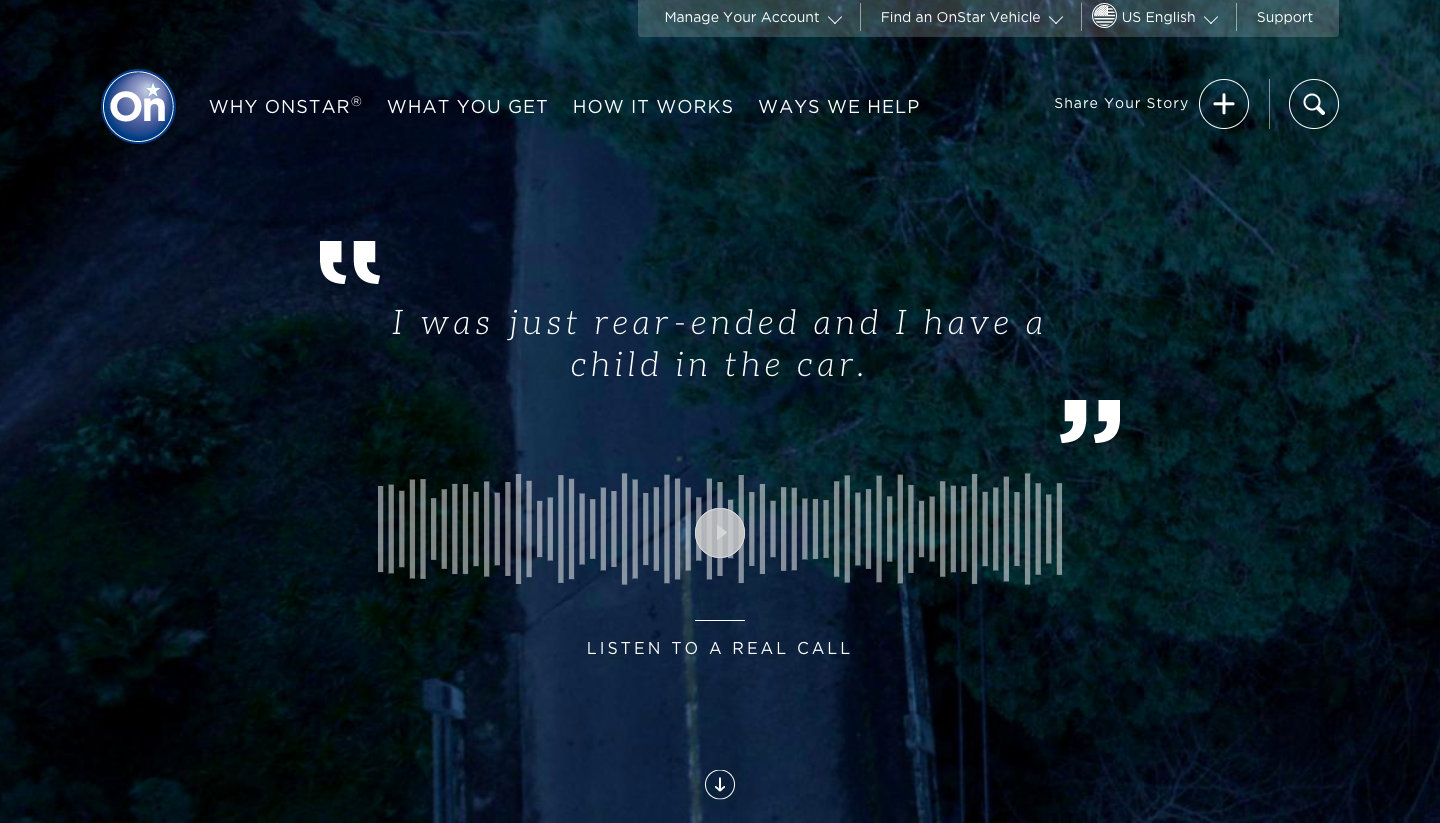 Manage Your Account
Find an OnStar Vehicle
US English
Support
On
WHY ONSTAR®
WHAT YOU GET
HOW IT WORKS
WAYS WE HELP
Share Your Story
“
I was just rear-ended and I have a
child in the car.
”
LISTEN TO A REAL CALL